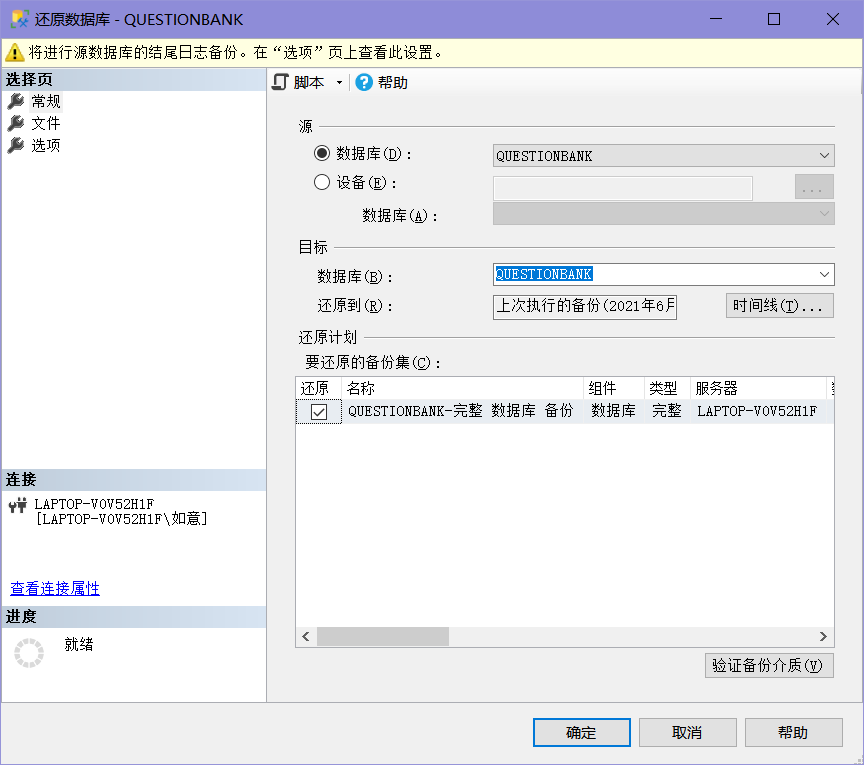 还原数据库 - QUESTIONBANK
将进行源数据库的结尾日志备份。在“选项”页上查看此设置。
选择页
常规
文件
选项
脚本 帮助
源
数据库(D)： QUESTIONBANK
设备(E)： ...
数据库(A)：
目标
数据库(B)： QUESTIONBANK
还原到(R)： 上次执行的备份(2021年6月 时间线(T)...
还原计划
要还原的备份集(C)：
还原 名称 组件 类型 服务器
QUESTIONBANK-完整 数据库 备份 数据库 完整 LAPTOP-V0V52H1F
连接
LAPTOP-V0V52H1F
[LAPTOP-V0V52H1F\如意]
查看连接属性
进度
就绪
验证备份介质(V)
确定 取消 帮助